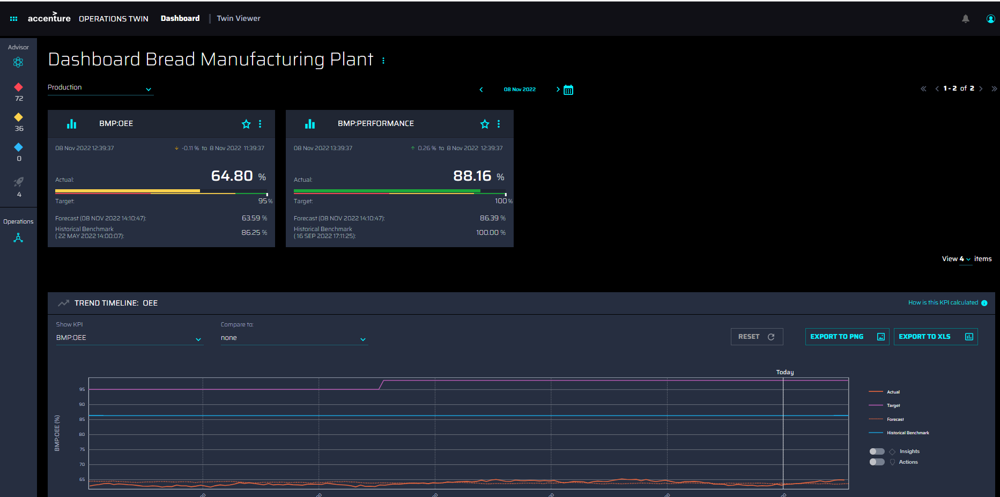 accenture OPERATIONS TWIN Dashboard Twin Viewer
Advisor
72
36
0
4
Operations
Dashboard Bread Manufacturing Plant
Production
08 Nov 2022
1 - 2 of 2
BMP:OEE
08 Nov 2022 12:39:37 -0.11 % to 8 Nov 2022 11:39:37
Actual: 64.80 %
Target: 95 %
Forecast (08 NOV 2022 14:10:47): 63.59 %
Historical Benchmark
( 22 MAY 2022 14:00:07): 86.25 %
BMP:PERFORMANCE
08 Nov 2022 13:39:37 0.26 % to 8 Nov 2022 12:39:37
Actual: 88.16 %
Target: 100 %
Forecast (08 NOV 2022 14:10:47): 86.39 %
Historical Benchmark
( 16 SEP 2022 17:11:25): 100.00 %
View 4 items
TREND TIMELINE: OEE
How is this KPI calculated
Show KPI
BMP:OEE
Compare to:
none
RESET
EXPORT TO PNG
EXPORT TO XLS
Today
BMP:OEE (%)
95
90
85
80
75
70
65
Actual
Target
Forecast
Historical Benchmark
Insights
Actions